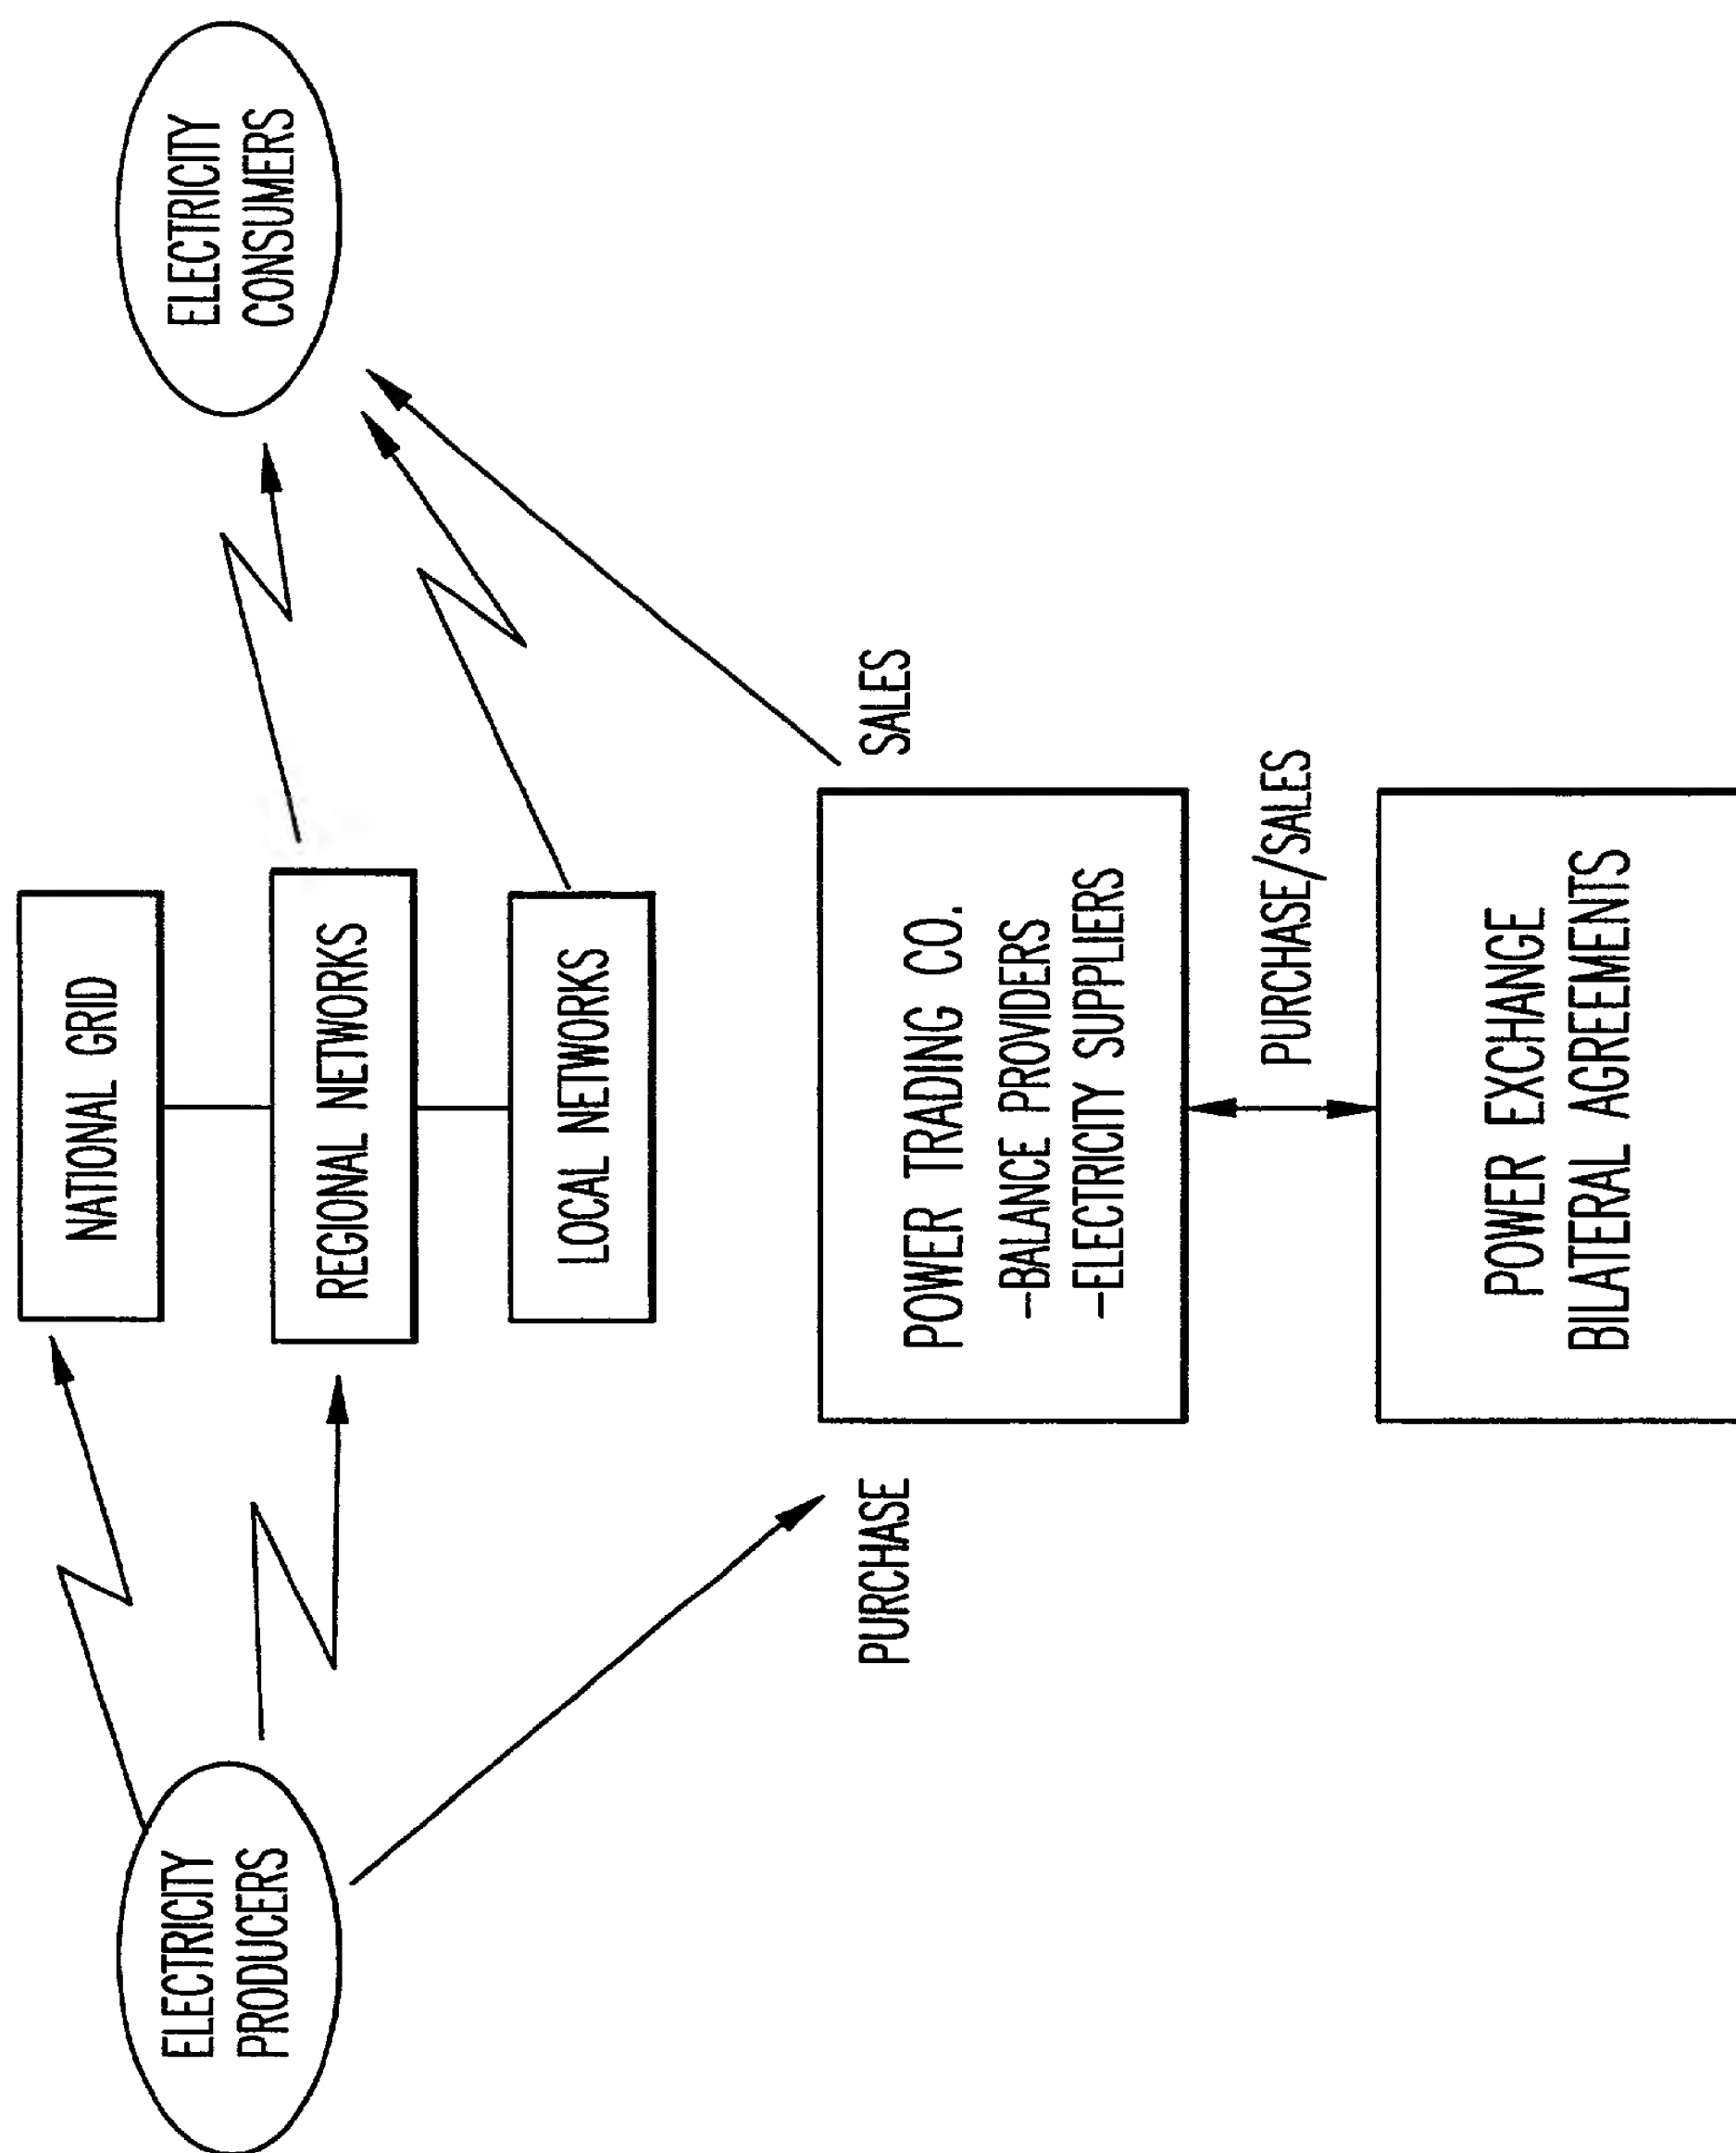 NATIONAL GRID
REGIONAL NETWORKS
LOCAL NETWORKS
ELECTRICITY
PRODUCERS
ELECTRICITY
CONSUMERS
PURCHASE
SALES
POWER TRADING CO.
-BALANCE PROVIDERS
-ELECTRICITY SUPPLIERS
PURCHASE/SALES
POWER EXCHANGE
BILATERAL AGREEMENTS